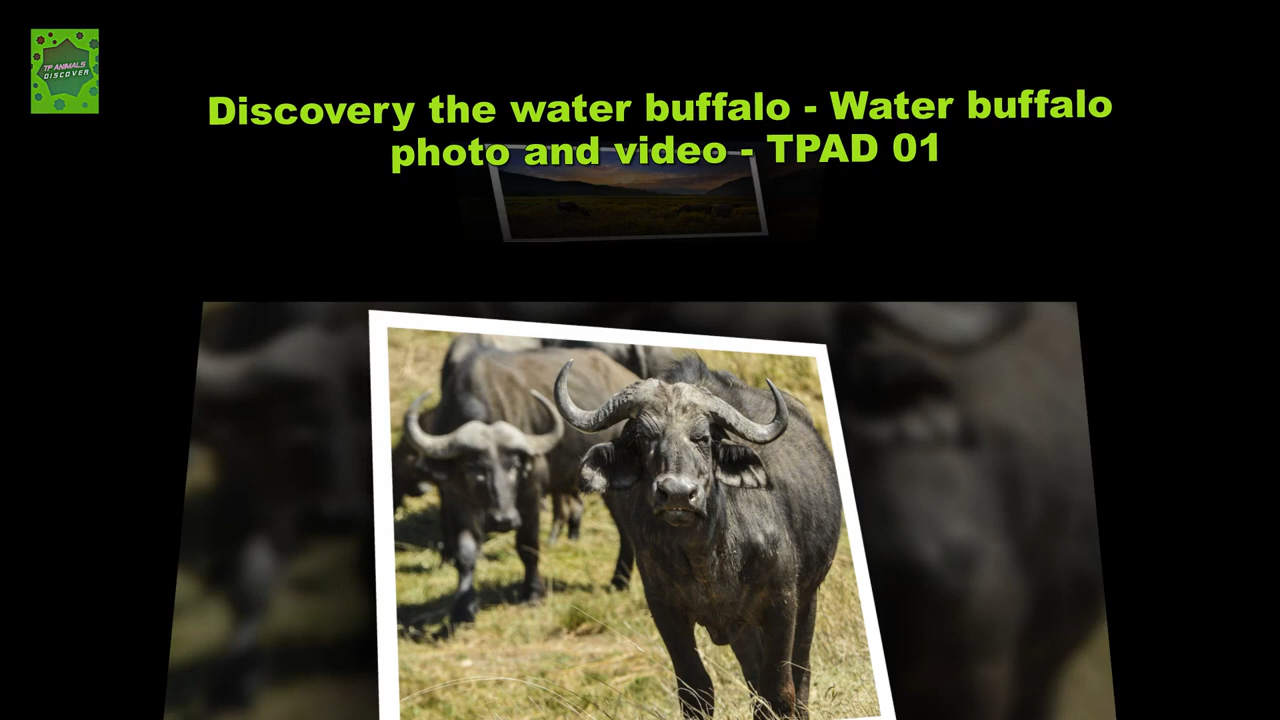 TP ANIMALS
DISCOVER
Discovery the water buffalo - Water buffalo
photo and video - TPAD 01